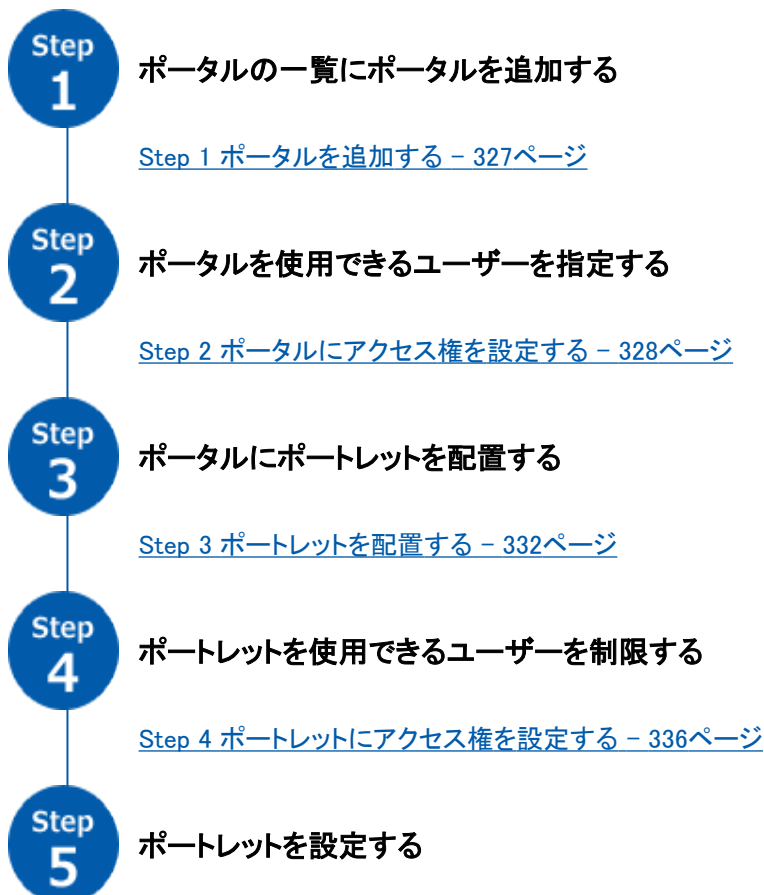 Step
1
ポータルの一覧にポータルを追加する
Step 1 ポータルを追加する − 327ページ
Step
2
ポータルを使用できるユーザーを指定する
Step 2 ポータルにアクセス権を設定する − 328ページ
Step
3
ポータルにポートレットを配置する
Step 3 ポートレットを配置する − 332ページ
Step
4
ポートレットを使用できるユーザーを制限する
Step 4 ポートレットにアクセス権を設定する − 336ページ
Step
5
ポートレットを設定する